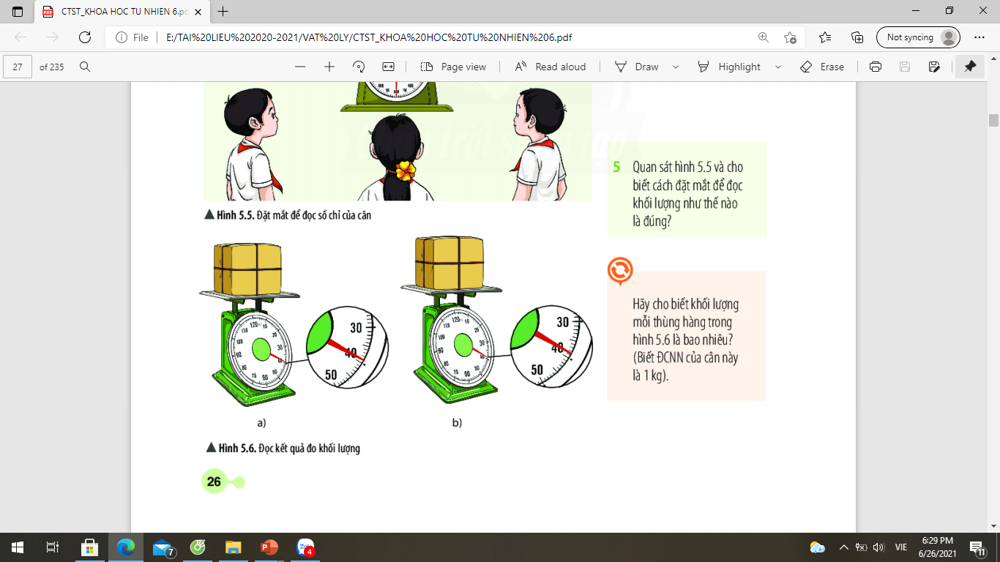 CTST_KHOA HOC TU NHIEN 6.pd
File
E:/TAI%20LIEU%202020-2021/VAT%20LY/CTST_KHOA%20HOC%20TU%20NHIEN%206.pdf
Not syncing
27 of 235
Page view
Read aloud
Draw
Highlight
Erase
5 Quan sát hình 5.5 và cho
biết cách đặt mắt để đọc
khối lượng như thế nào
là đúng?
▲ Hình 5.5. Đặt mắt để đọc số chỉ của cân
Hãy cho biết khối lượng
mỗi thùng hàng trong
hình 5.6 là bao nhiêu?
(Biết ĐCNN của cân này
là 1 kg).
30
40
50
30
40
50
a)
b)
▲ Hình 5.6. Đọc kết quả đo khối lượng
26
7
4
VIE
6:29 PM
6/26/2021
11